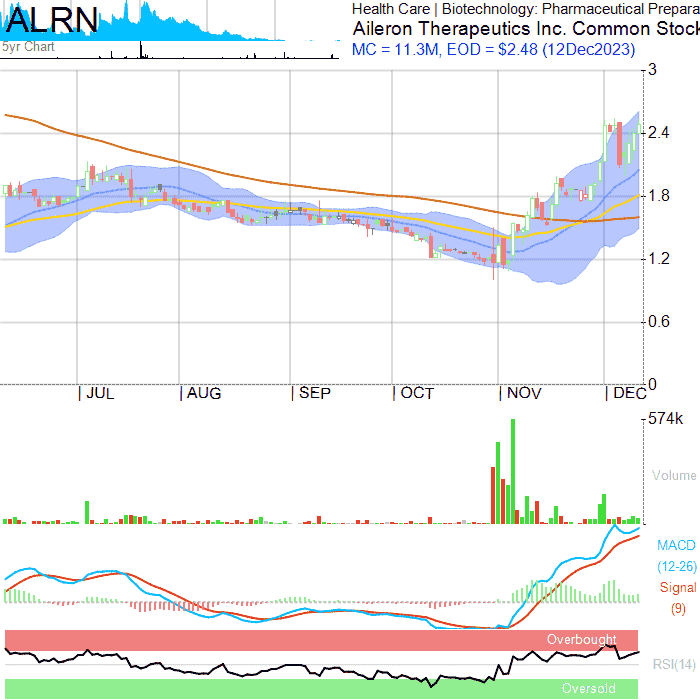 ALRN
5yr Chart
Health Care | Biotechnology: Pharmaceutical Prepara
Aileron Therapeutics Inc. Common Stock
MC = 11.3M, EOD = $2.48 (12Dec2023)
3
2.4
1.8
1.2
0.6
0
JUL
AUG
SEP
OCT
NOV
DEC
574k
Volume
MACD
(12-26)
Signal
(9)
Overbought
RSI(14)
Oversold